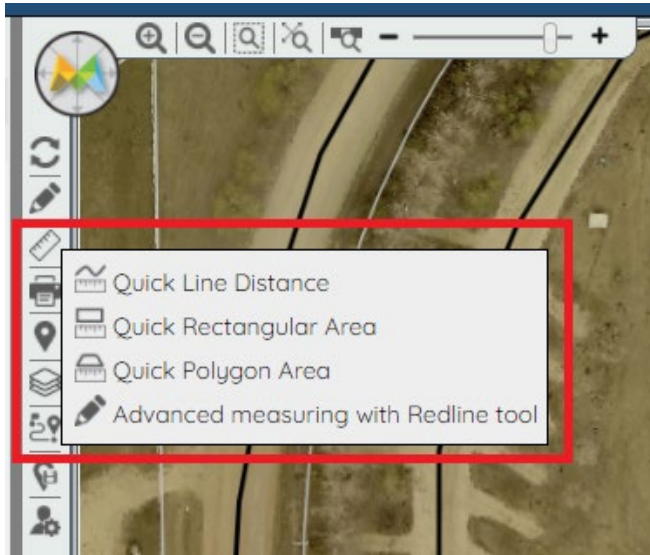 Quick Line Distance
Quick Rectangular Area
Quick Polygon Area
Advanced measuring with Redline tool